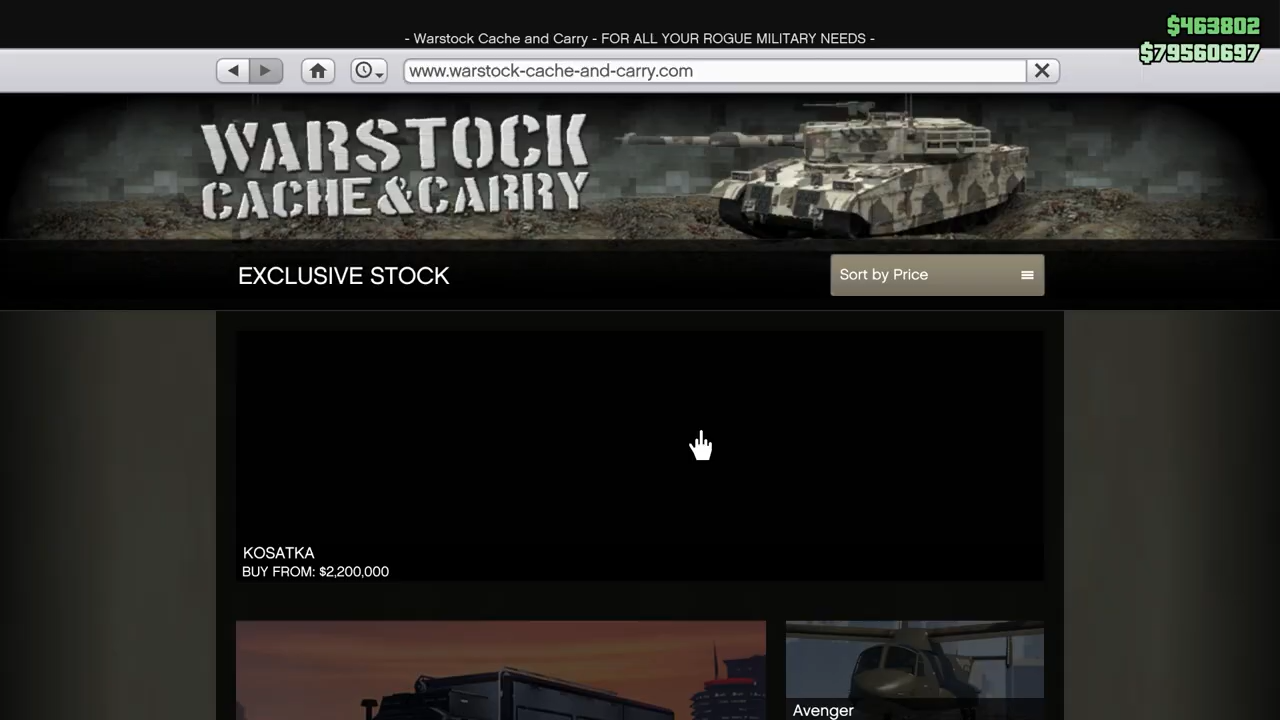 - Warstock Cache and Carry - FOR ALL YOUR ROGUE MILITARY NEEDS -
$463802
$79560697
www.warstock-cache-and-carry.com
WARSTOCK
CACHE&CARRY
EXCLUSIVE STOCK
Sort by Price
KOSATKA
BUY FROM: $2,200,000
Avenger